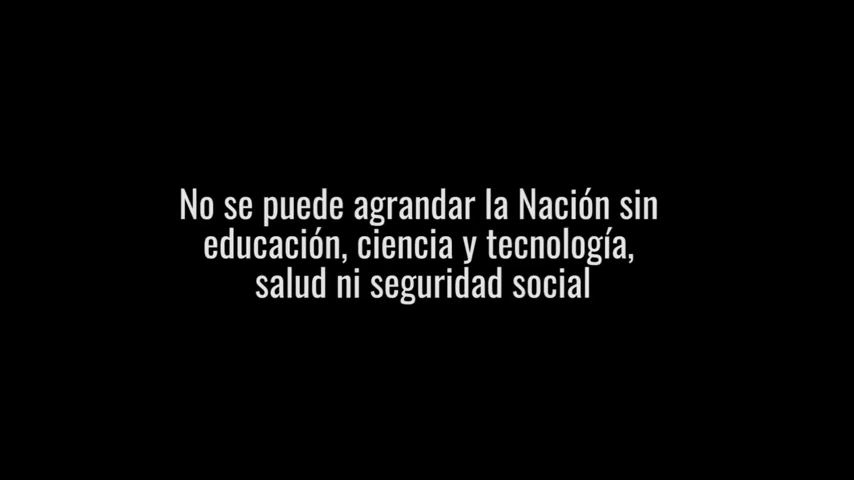 No se puede agrandar la Nación sin
educación, ciencia y tecnología,
salud ni seguridad social